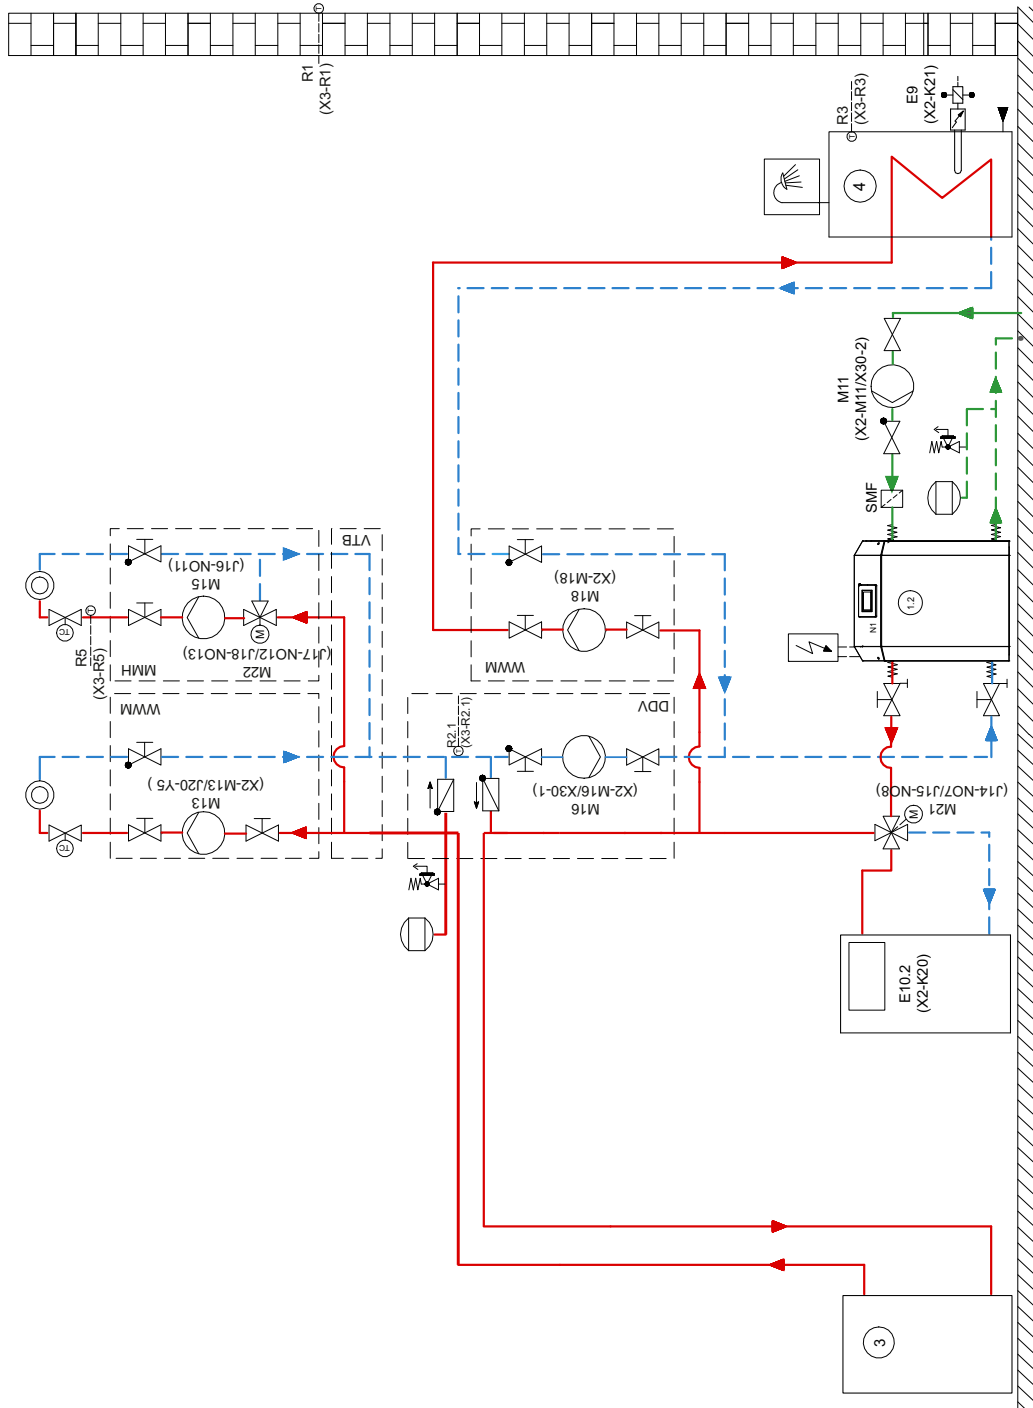 R1
(X3-R1)
T
R3
(X3-R3)
T
E9
(X2-K21)
4
M11
(X2-M11/X30-2)
SMF
N1
1.2
VTB
MMH
M15
(J16-NO11)
M22
(J17-NO12/J18-NO13)
M
R5
(X3-R5)
T
TC
WWM
M13
(X2-M13/J20-Y5)
TC
WWM
M18
(X2-M18)
DDV
R2.1
(X3-R2.1)
T
M16
(X2-M16/X30-1)
M21
(J14-NO7/J15-NO8)
M
E10.2
(X2-K20)
3